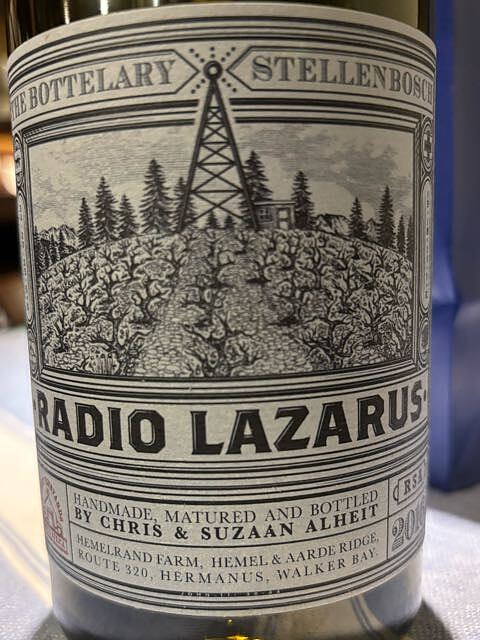 THE BOTTELARY STELLENBOSCH
RADIO LAZARUS
HANDMADE, MATURED AND BOTTLED
BY CHRIS & SUZAAN ALHEIT
HEMELRAND FARM, HEMEL & AARDE RIDGE,
ROUTE 320, HERMANUS, WALKER BAY.
RSA